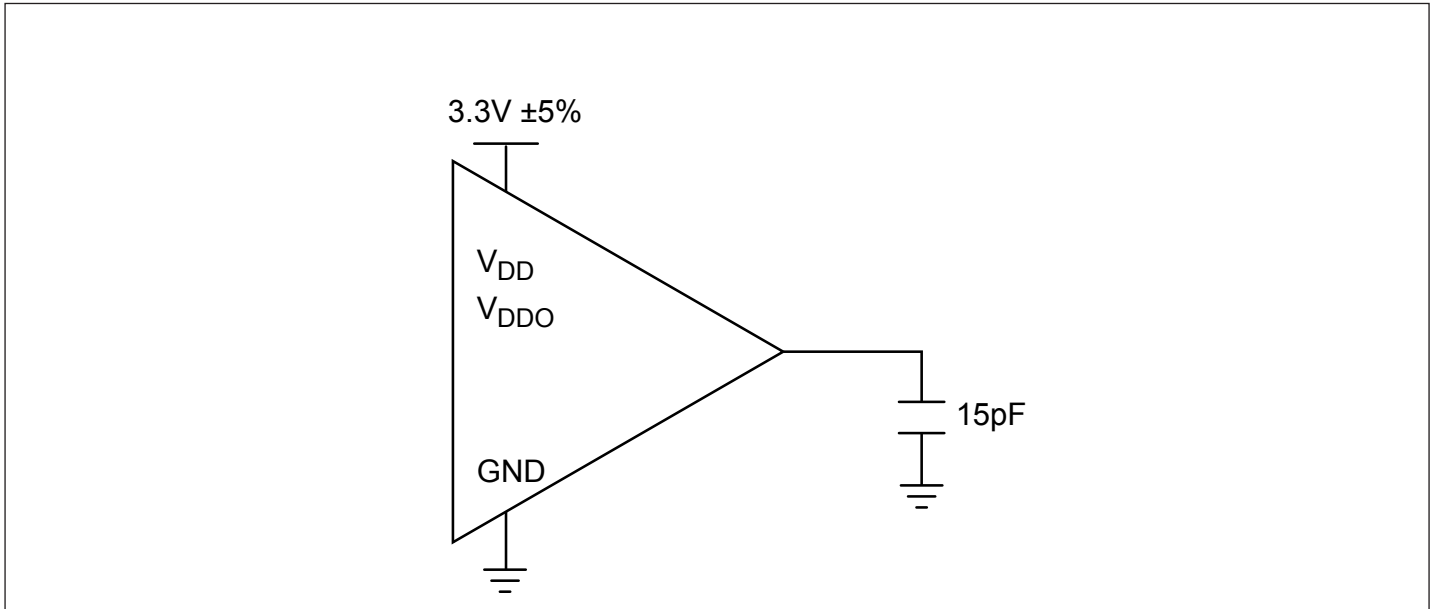 3.3V ±5%
VDD
VDDO
15pF
GND